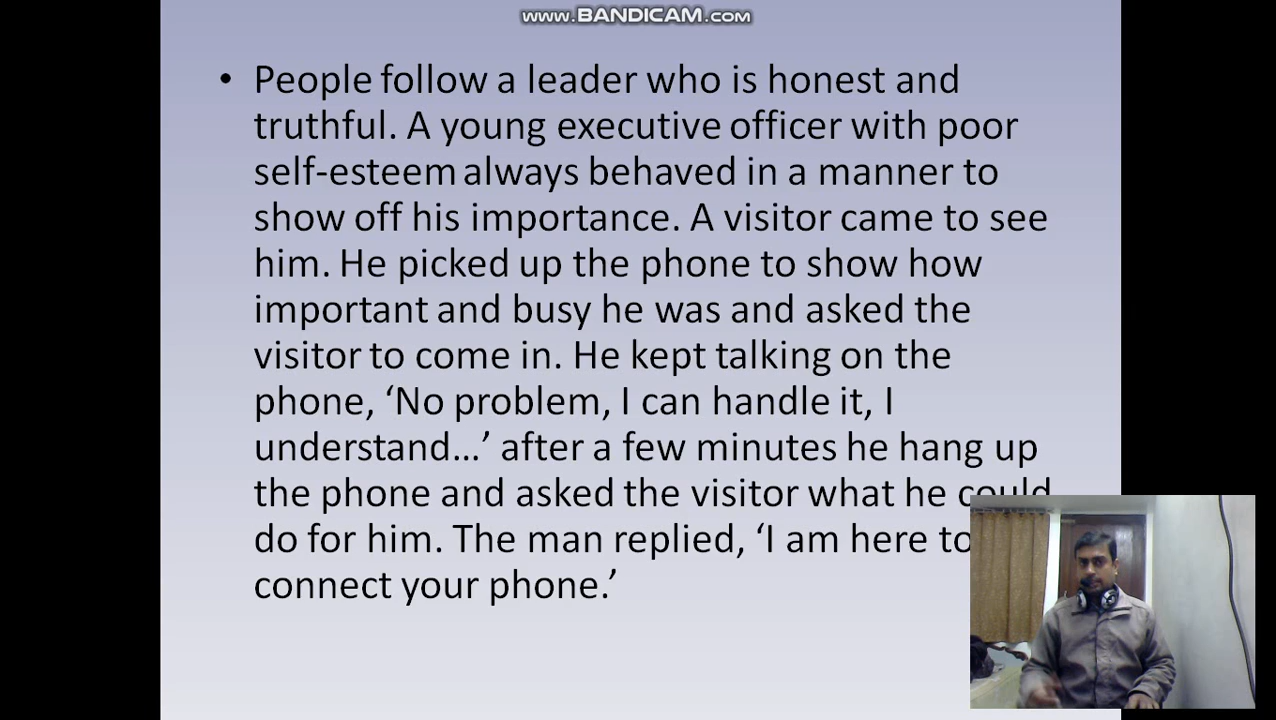 www.BANDICAM.com
• People follow a leader who is honest and
truthful. A young executive officer with poor
self-esteem always behaved in a manner to
show off his importance. A visitor came to see
him. He picked up the phone to show how
important and busy he was and asked the
visitor to come in. He kept talking on the
phone, ‘No problem, I can handle it, I
understand…’ after a few minutes he hang up
the phone and asked the visitor what he could
do for him. The man replied, ‘I am here to
connect your phone.’